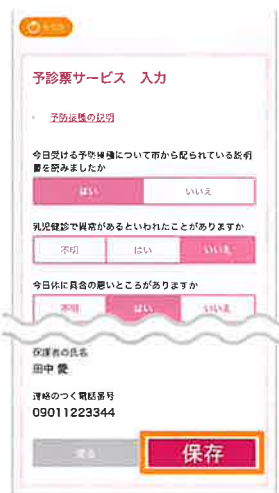 予診票サービス 入力
予防接種の説明
今日受ける予防接種について市から配られている説明
書を読みましたか
はい いいえ
乳児健診で異常があるといわれたことがありますか
不明 はい いいえ
今日体に具合の悪いところがありますか
不明 はい いいえ
保護者の氏名
田中 愛
連絡のつく電話番号
09011223344
戻る 保存